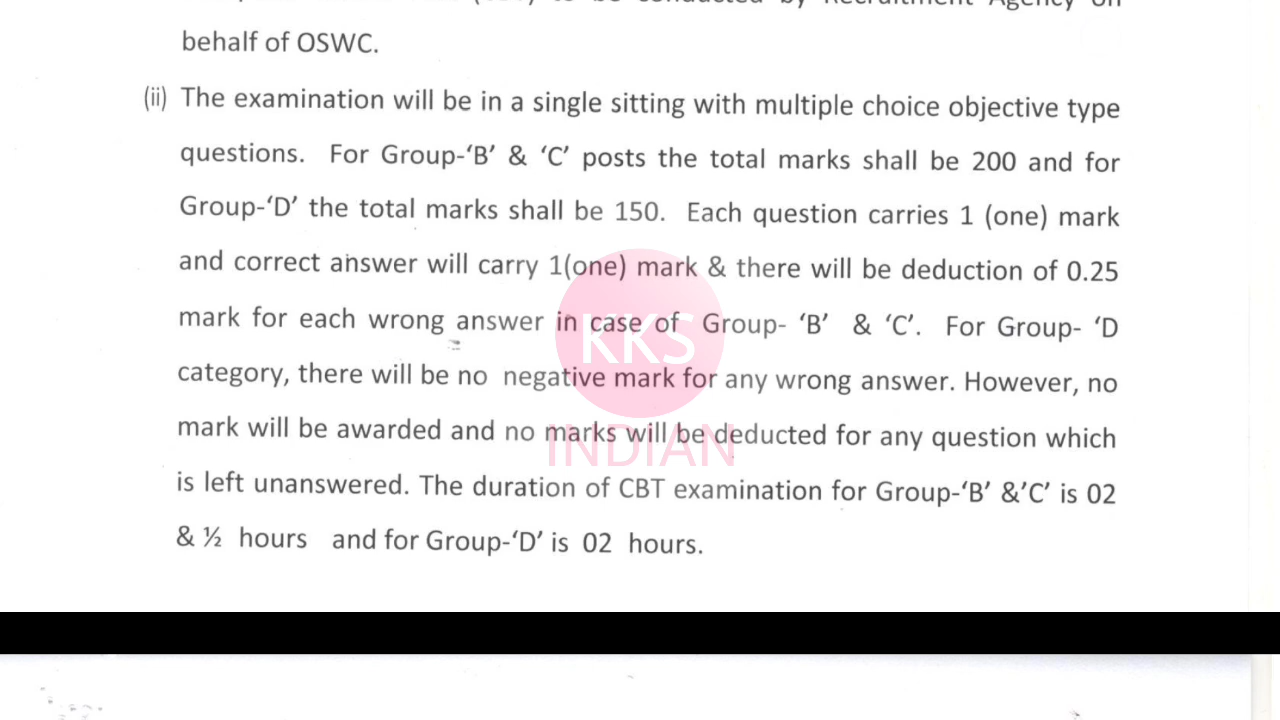 behalf of OSWC.
(ii) The examination will be in a single sitting with multiple choice objective type
questions. For Group-‘B’ & ‘C’ posts the total marks shall be 200 and for
Group-‘D’ the total marks shall be 150. Each question carries 1 (one) mark
and correct answer will carry 1(one) mark & there will be deduction of 0.25
mark for each wrong answer in case of Group- ‘B’ & ‘C’. For Group- ‘D
category, there will be no negative mark for any wrong answer. However, no
mark will be awarded and no marks will be deducted for any question which
is left unanswered. The duration of CBT examination for Group-‘B’ &’C’ is 02
& ½ hours and for Group-‘D’ is 02 hours.
KKS
INDIAN